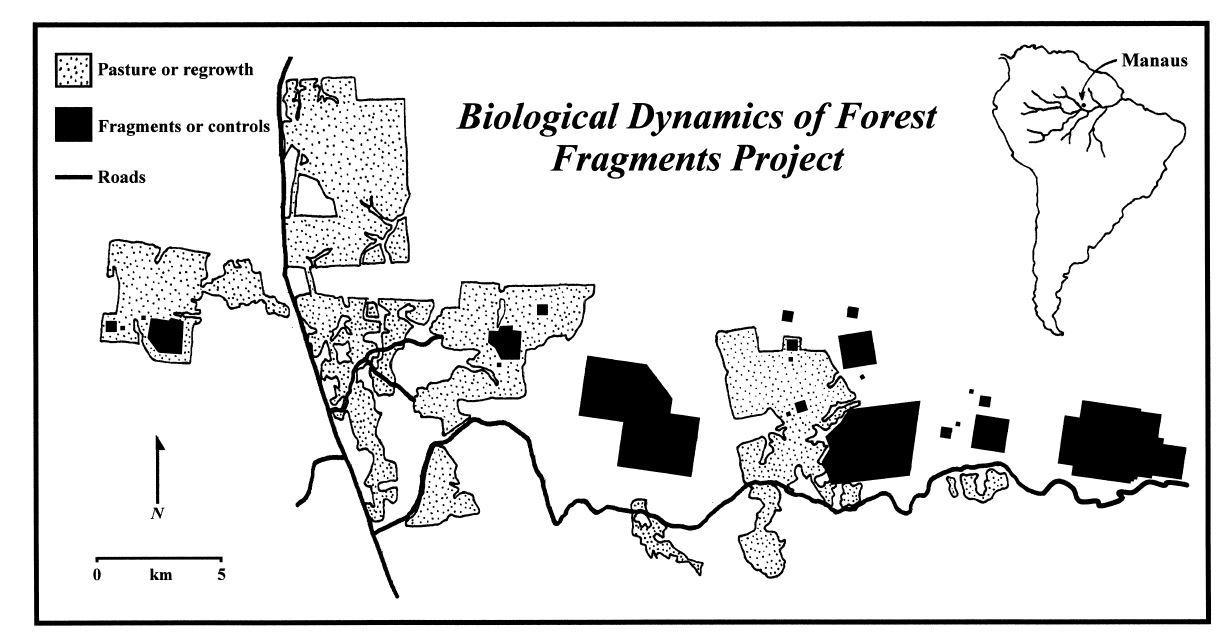 Pasture or regrowth
Fragments or controls
Roads
Biological Dynamics of Forest
Fragments Project
Manaus
N
0 km 5